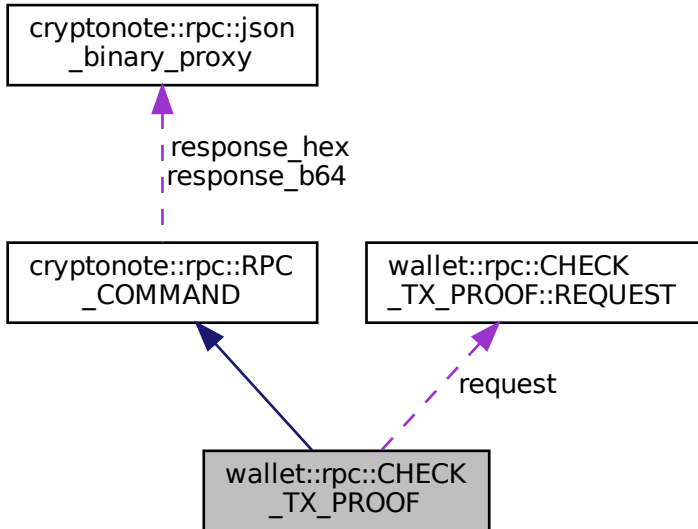 cryptonote::rpc::json
_binary_proxy
response_hex
response_b64
cryptonote::rpc::RPC
_COMMAND
wallet::rpc::CHECK
_TX_PROOF::REQUEST
request
wallet::rpc::CHECK
_TX_PROOF